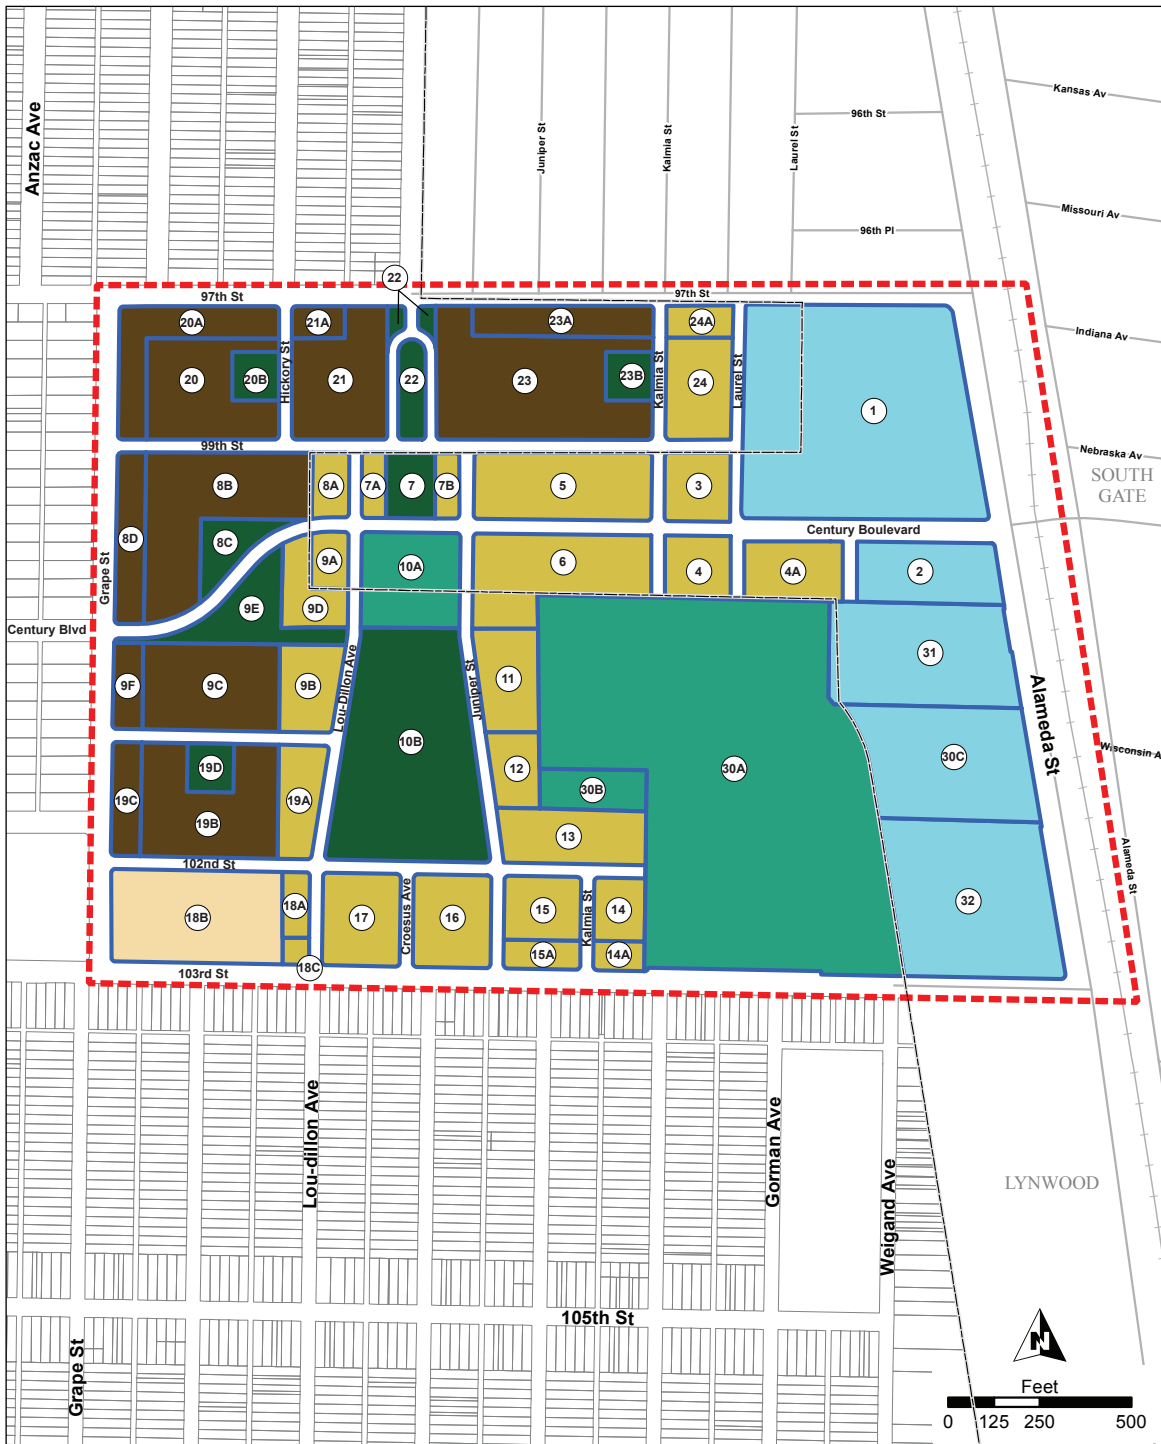 Anzac Ave
Juniper St
Kalmia St
Laurel St
96th St
96th Pl
Kansas Av
Missouri Av
Indiana Av
Nebraska Av
SOUTH
GATE
Wisconsin A
22
97th St
97th St
20A
21A
23A
24A
20
20B
Hickory St
21
22
23
23B
Kalmia St
24
Laurel St
1
99th St
8B
8A
7A
7
7B
5
3
8D
8C
Century Boulevard
Grape St
9A
10A
6
4
4A
2
9E
9D
Century Blvd
31
9F
9C
9B
Lou-Dillon Ave
Juniper St
11
10B
Alameda St
19D
12
30A
30C
19C
19A
30B
19B
13
Alameda St
102nd St
18B
18A
17
Croesus Ave
16
15
Kalmia St
14
32
15A
14A
18C
103rd St
Lou-dillon Ave
Gorman Ave
Weigand Ave
LYNWOOD
105th St
Grape St
N
Feet
0 125 250 500